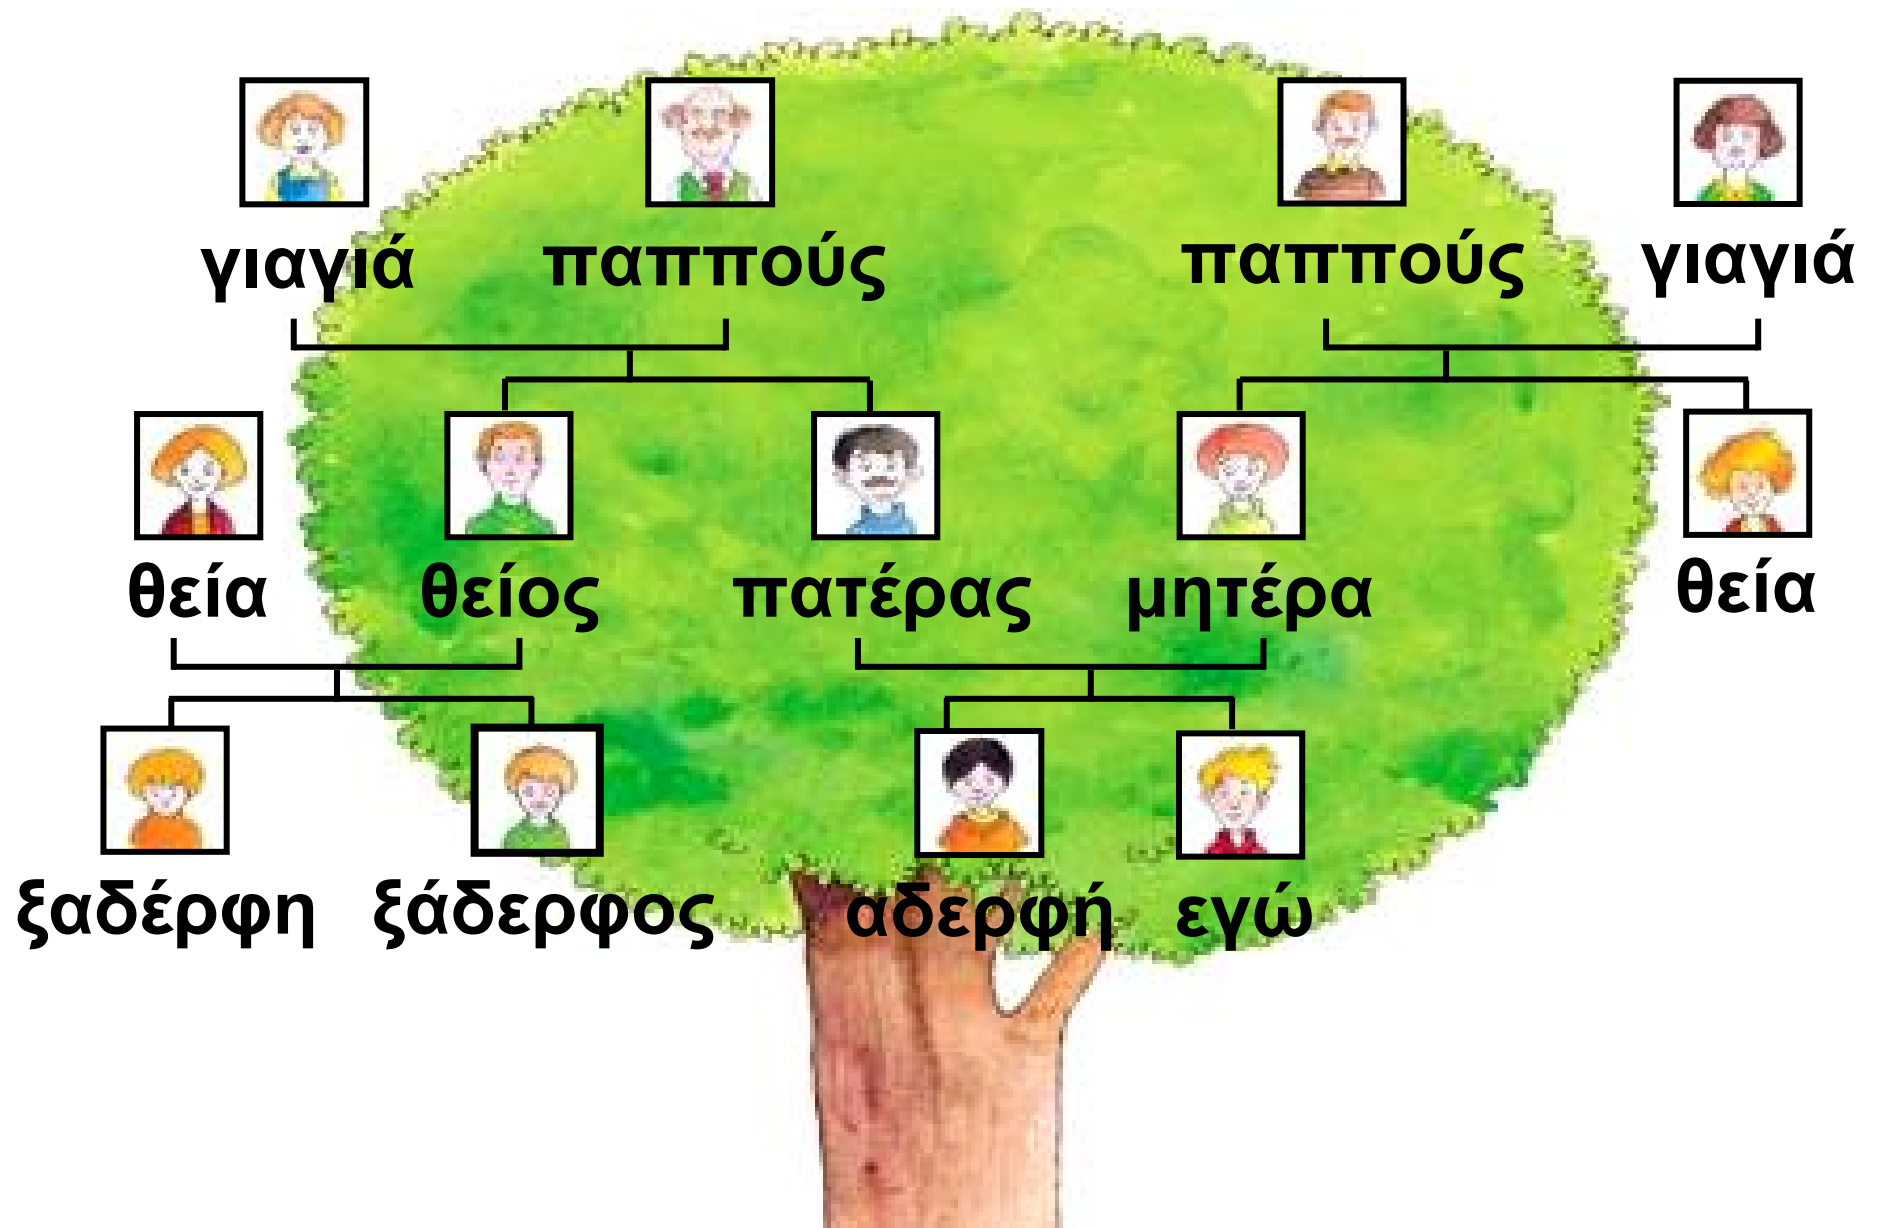 γιαγιά παππούς παππούς γιαγιά
θεία θείος πατέρας μητέρα θεία
ξαδέρφη ξάδερφος αδερφή εγώ